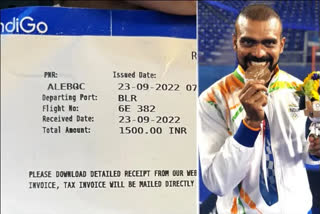 ndiGo
R
PNR: Issued Date:
ALEBQC 23-09-2022 07
Departing Port: BLR
Flight No: 6E 382
Received Date: 23-09-2022
Total Amount: 1500.00 INR
PLEASE DOWNLOAD DETAILED RECEIPT FROM OUR WEB
INVOICE, TAX INVOICE WILL BE MAILED DIRECTLY